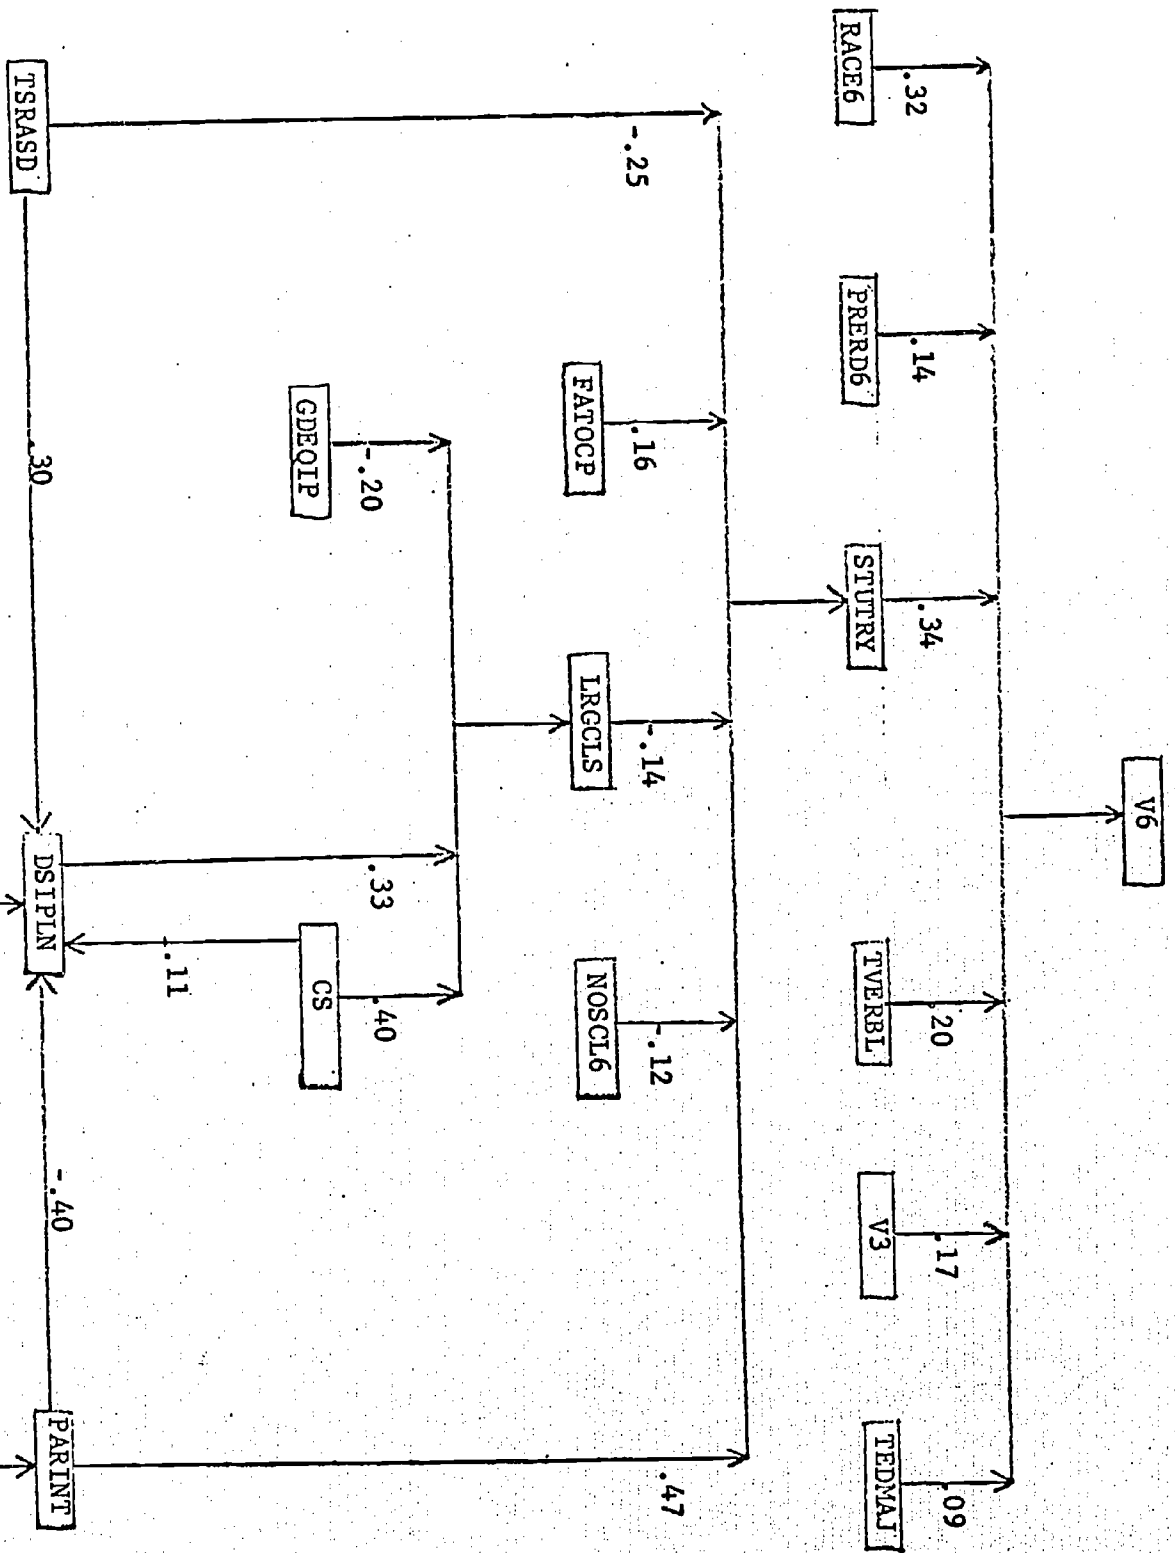 V6
.32 .14 .34 .20 .17 .09
RACE6 PRERD6 STUTRY TVERBL V3 TEDMAJ
-.25 .16 -.14 -.12 .47
FATOCP LRGCLS NOSCL6
-.20 .33 .40
GDEQIP CS
-.11
.30 -.40
TSRASD DSIPLN PARINT